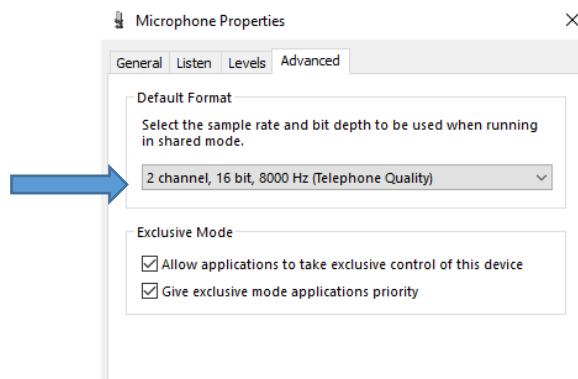 Microphone Properties
General Listen Levels Advanced
Default Format
Select the sample rate and bit depth to be used when running
in shared mode.
2 channel, 16 bit, 8000 Hz (Telephone Quality)
Exclusive Mode
Allow applications to take exclusive control of this device
Give exclusive mode applications priority